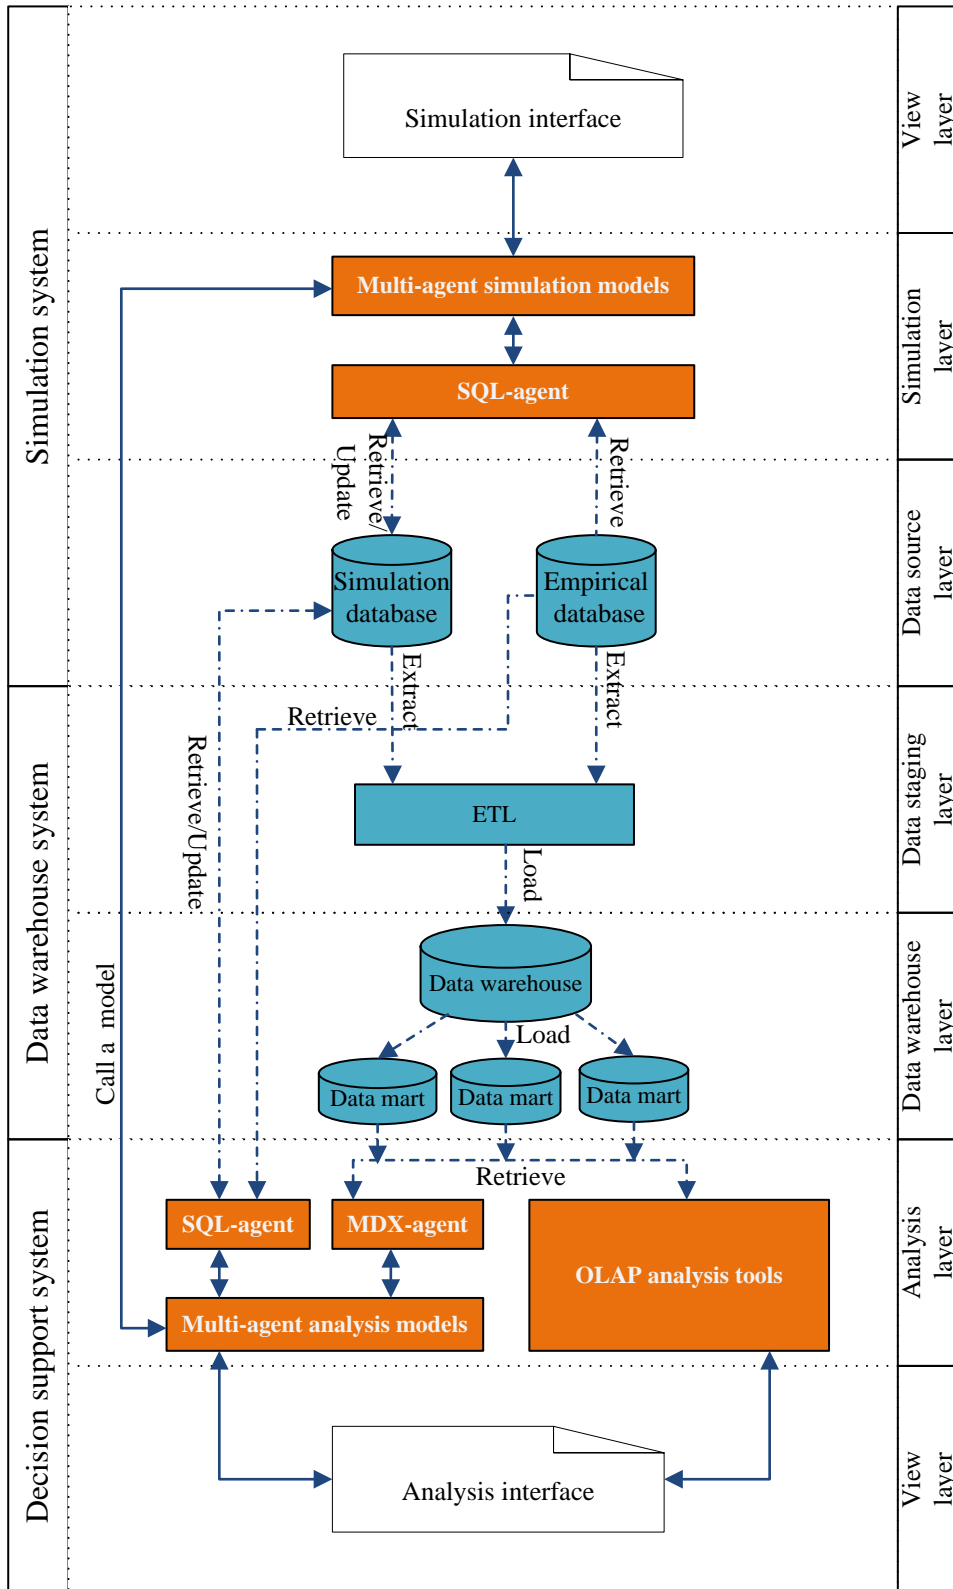 Simulation system
View
layer
Simulation interface
Simulation
layer
Multi-agent simulation models
SQL-agent
Retrieve/
Update
Retrieve
Data source
layer
Simulation
database
Empirical
database
Extract
Extract
Data warehouse system
Data staging
layer
Retrieve
Retrieve/Update
ETL
Load
Call a model
Data warehouse
layer
Data warehouse
Load
Data mart
Data mart
Data mart
Decision support system
Analysis
layer
Retrieve
SQL-agent
MDX-agent
OLAP analysis tools
Multi-agent analysis models
View
layer
Analysis interface